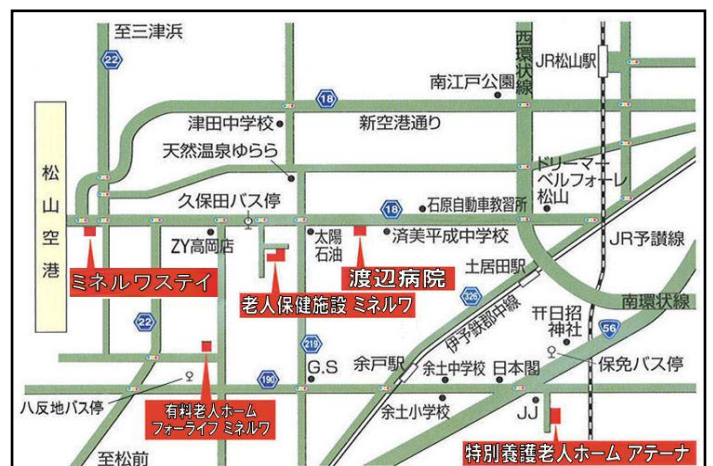 至三津浜
22
西環状線
JR松山駅
南江戸公園
18
新空港通り
津田中学校
天然温泉ゆらら
松山空港
ドリーマー
ベルフォーレ
松山
久保田バス停
18
石原自動車教習所
ZY高岡店
太陽
石油
済美平成中学校
JR予讃線
ミネルワステイ
老人保健施設 ミネルワ
渡辺病院
土居田駅
326
伊予鉄郡中線
南環状線
日招
神社
56
22
219
余戸駅
保免バス停
G.S
余土中学校
日本閣
190
八反地バス停
有料老人ホーム
フォーライフ ミネルワ
余土小学校
JJ
至松前
特別養護老人ホーム アテーナ